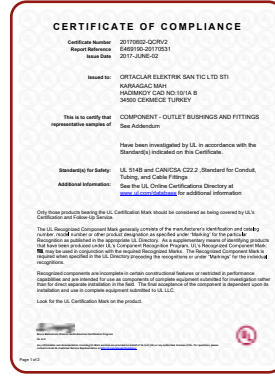 CERTIFICATE OF COMPLIANCE
Certificate Number 20170602-QCRV2
Report Reference E469190-20170531
Issue Date 2017-JUNE-02
Issued to: ORTACLAR ELEKTRIK SAN TIC LTD STI
KARAAGAC MAH
HADIMKOY CAD NO:10/1A B
34500 CEKMECE TURKEY
This is to certify that COMPONENT - OUTLET BUSHINGS AND FITTINGS
representative samples of See Addendum
Have been investigated by UL in accordance with the
Standard(s) indicated on this Certificate.
Standard(s) for Safety: UL 514B and CAN/CSA C22.2 ,Standard for Conduit,
Tubing, and Cable Fittings
Additional Information: See the UL Online Certifications Directory at
www.ul.com/database for additional information
Only those products bearing the UL Certification Mark should be considered as being covered by UL's
Certification and Follow-Up Service.
The UL Recognized Component Mark generally consists of the manufacturer's identification and catalog
number, model number or other product designation as specified under "Marking" for the particular
Recognition as published in the appropriate UL Directory. As a supplementary means of identifying products
that have been produced under UL's Component Recognition Program, UL's Recognized Component Mark:
may be used in conjunction with the required Recognized Marks. The Recognized Component Mark is
required when specified in the UL Directory preceding the recognitions or under "Markings" for the individual
recognitions.
Recognized components are incomplete in certain constructional features or restricted in performance
capabilities and are intended for use as components of complete equipment submitted for investigation rather
than for direct separate installation in the field. The final acceptance of the component is dependent upon its
installation and use in complete equipment submitted to UL LLC.
Look for the UL Certification Mark on the product.
UL
Page 1 of 2